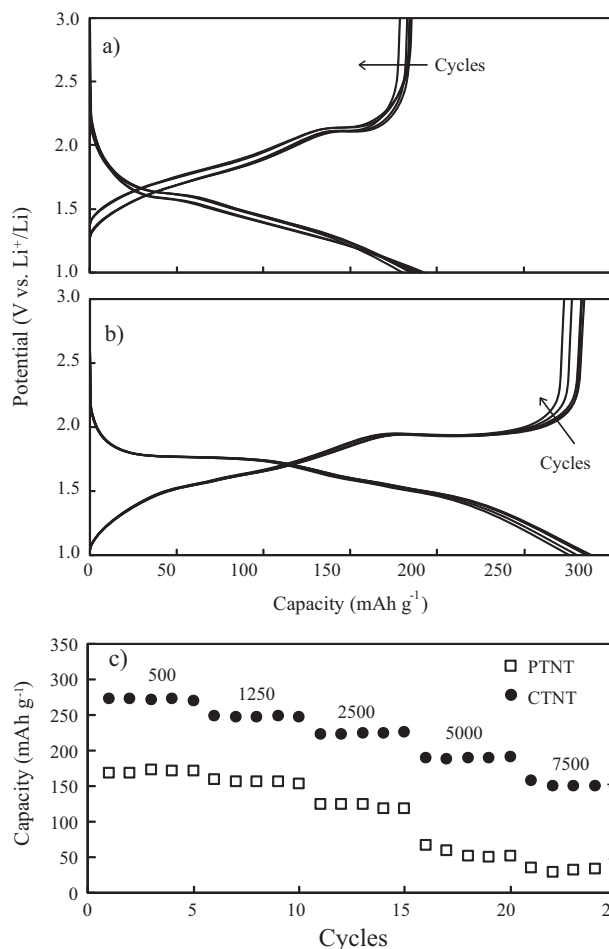 3.0
a)
Cycles
2.5
2.0
1.5
1.0
Potential (V vs. Li⁺/Li)
3.0
b)
2.5
2.0
Cycles
1.5
1.0
0 50 100 150 200 250 300
Capacity (mAh g⁻¹)
350
c)
500
PTNT
300
1250
CTNT
250
2500
5000
200
7500
150
100
50
0
Capacity (mAh g⁻¹)
0 5 10 15 20 2
Cycles